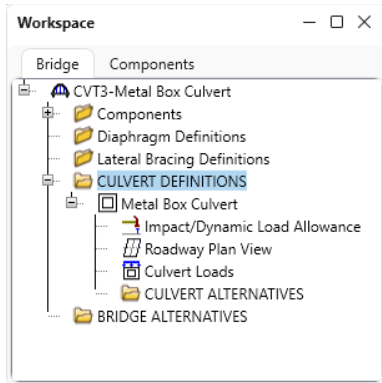 Workspace
Bridge Components
CVT3-Metal Box Culvert
Components
Diaphragm Definitions
Lateral Bracing Definitions
CULVERT DEFINITIONS
Metal Box Culvert
Impact/Dynamic Load Allowance
Roadway Plan View
Culvert Loads
CULVERT ALTERNATIVES
BRIDGE ALTERNATIVES